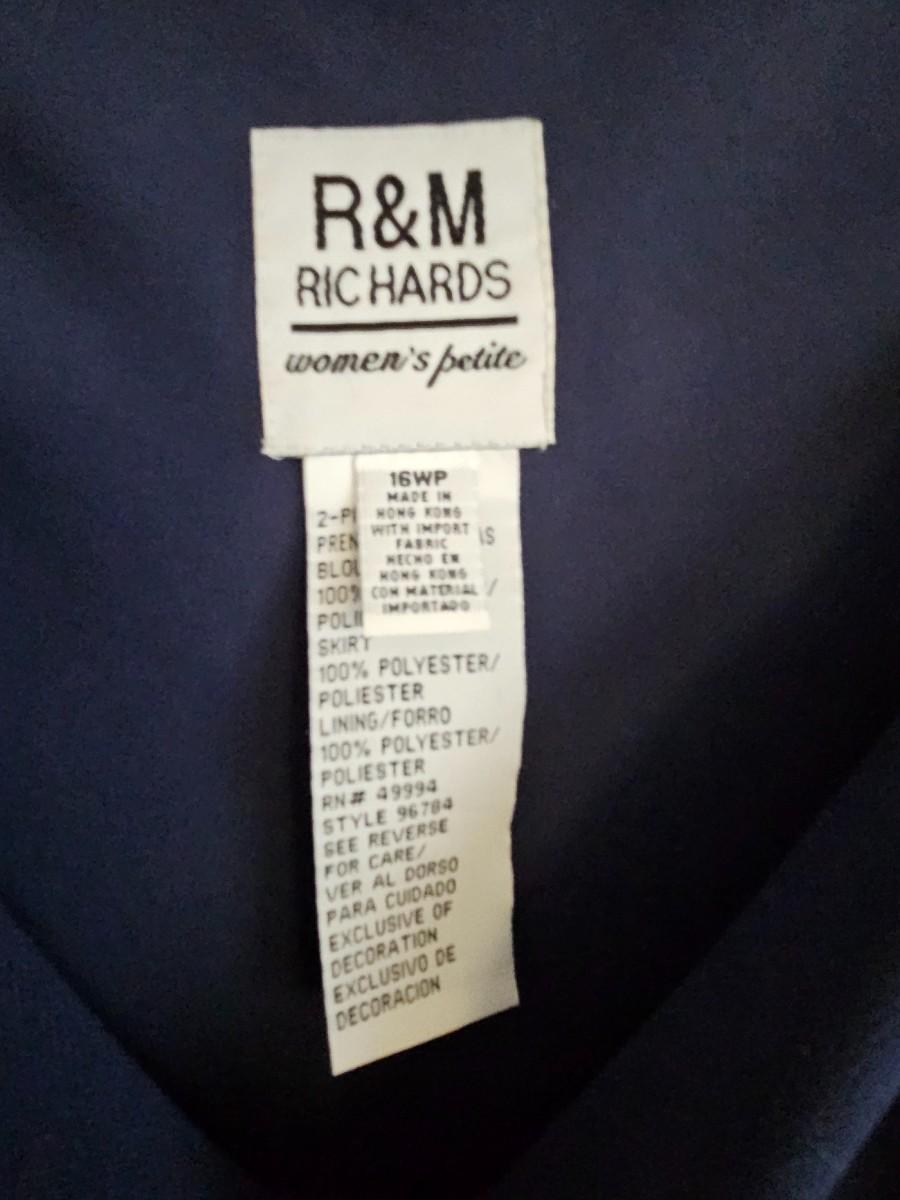 R&M
RICHARDS
women's petite
16WP
MADE IN
HONG KONG
WITH IMPORT
FABRIC
HECHO EN
HONG KONG
CON MATERIAL
IMPORTADO
SKIRT
100% POLYESTER/
POLIESTER
LINING/FORRO
100% POLYESTER/
POLIESTER
RN# 49994
STYLE 96784
SEE REVERSE
FOR CARE/
VER AL DORSO
PARA CUIDADO
EXCLUSIVE OF
DECORATION
EXCLUSIVO DE
DECORACION